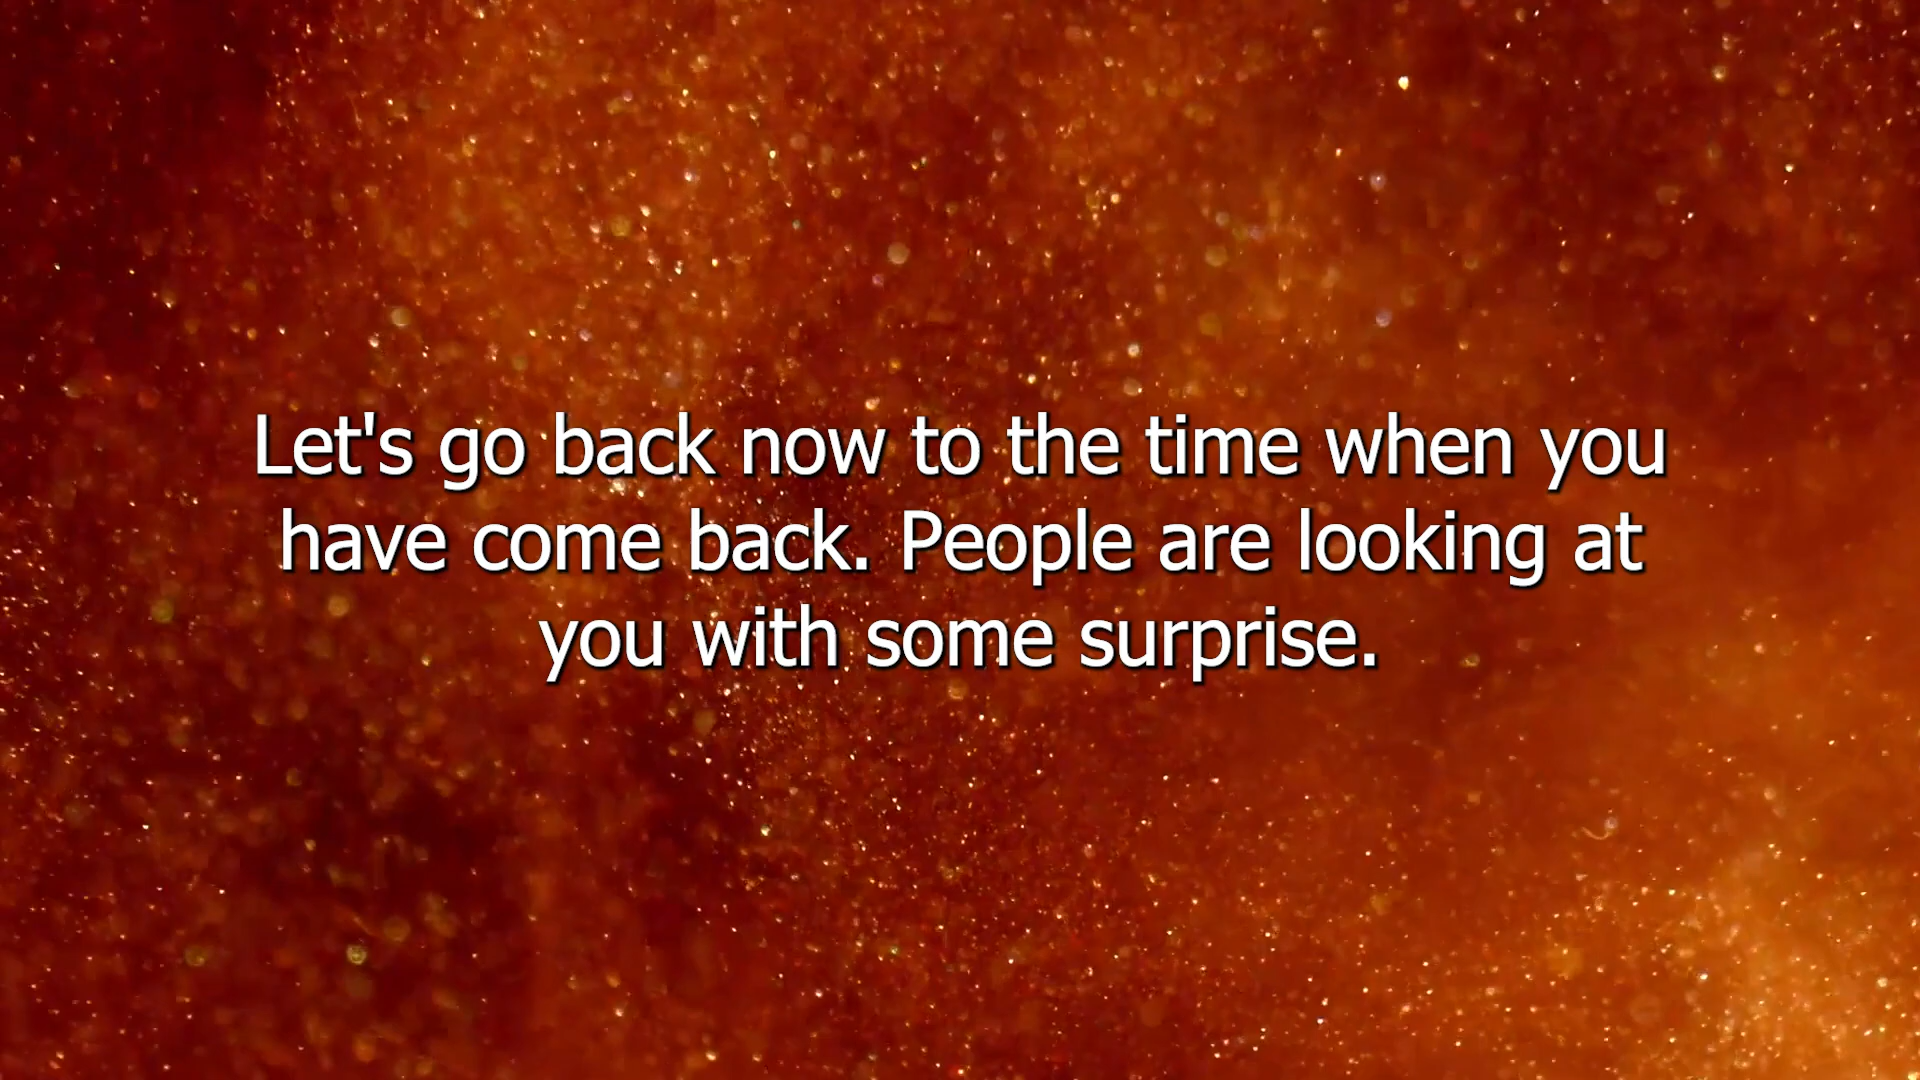 Let's go back now to the time when you
have come back. People are looking at
you with some surprise.